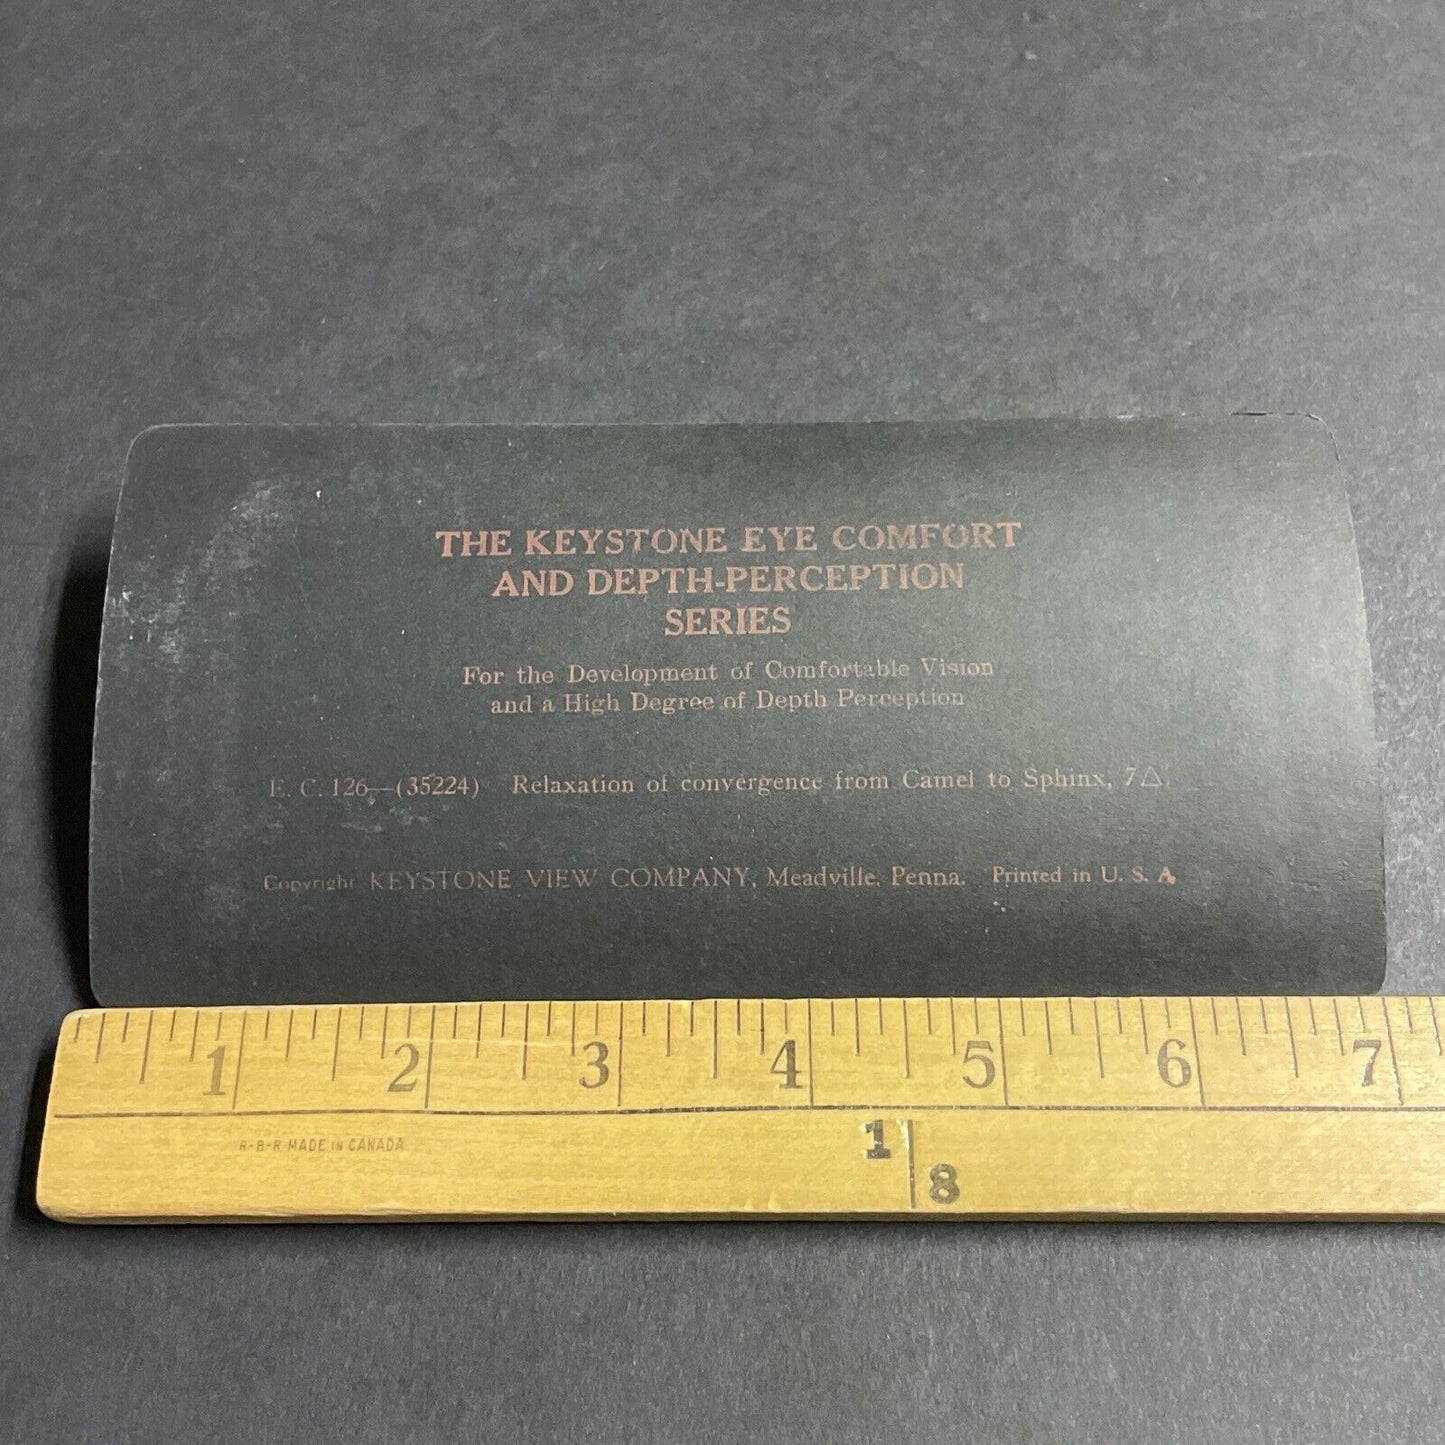 THE KEYSTONE EYE COMFORT
AND DEPTH-PERCEPTION
SERIES
For the Development of Comfortable Vision
and a High Degree of Depth Perception
E. C. 126—(35224) Relaxation of convergence from Camel to Sphinx, 7△.
Copyright KEYSTONE VIEW COMPANY, Meadville, Penna. Printed in U. S. A.
1 2 3 4 5 6 7
R-B-R MADE IN CANADA
1
8